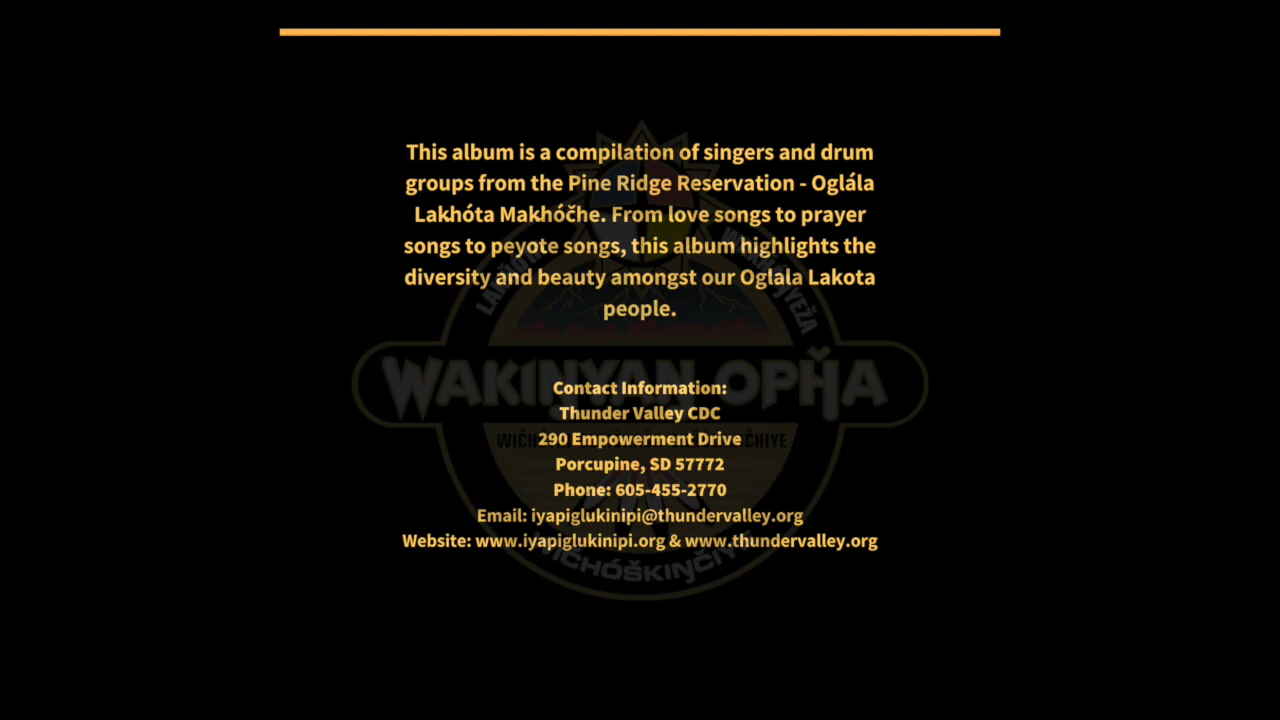 This album is a compilation of singers and drum
groups from the Pine Ridge Reservation - Oglála
Lakhóta Makhóčhe. From love songs to prayer
songs to peyote songs, this album highlights the
diversity and beauty amongst our Oglala Lakota
people.
WAKIŊYAN OPȞA
Contact Information:
Thunder Valley CDC
290 Empowerment Drive
Porcupine, SD 57772
Phone: 605-455-2770
Email: iyapiglukinipi@thundervalley.org
Website: www.iyapiglukinipi.org & www.thundervalley.org
WICHÓŠKIŊČIYE